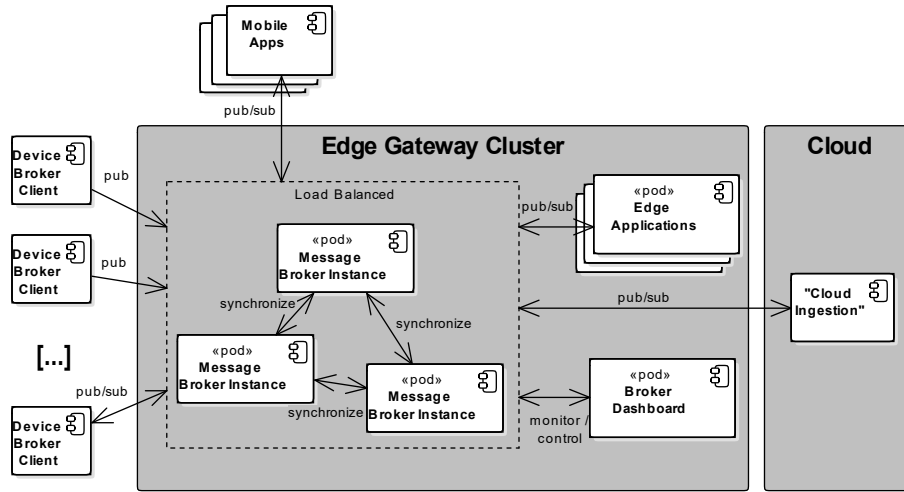 Mobile
Apps
pub/sub
Edge Gateway Cluster
Cloud
Device
Broker
Client
pub
Load Balanced
«pod»
Edge
Applications
pub/sub
«pod»
Message
Broker Instance
Device
Broker
Client
pub
synchronize
synchronize
pub/sub
"Cloud
Ingestion"
[...]
«pod»
Message
Broker Instance
«pod»
Message
Broker Instance
synchronize
«pod»
Broker
Dashboard
monitor /
control
pub/sub
Device
Broker
Client